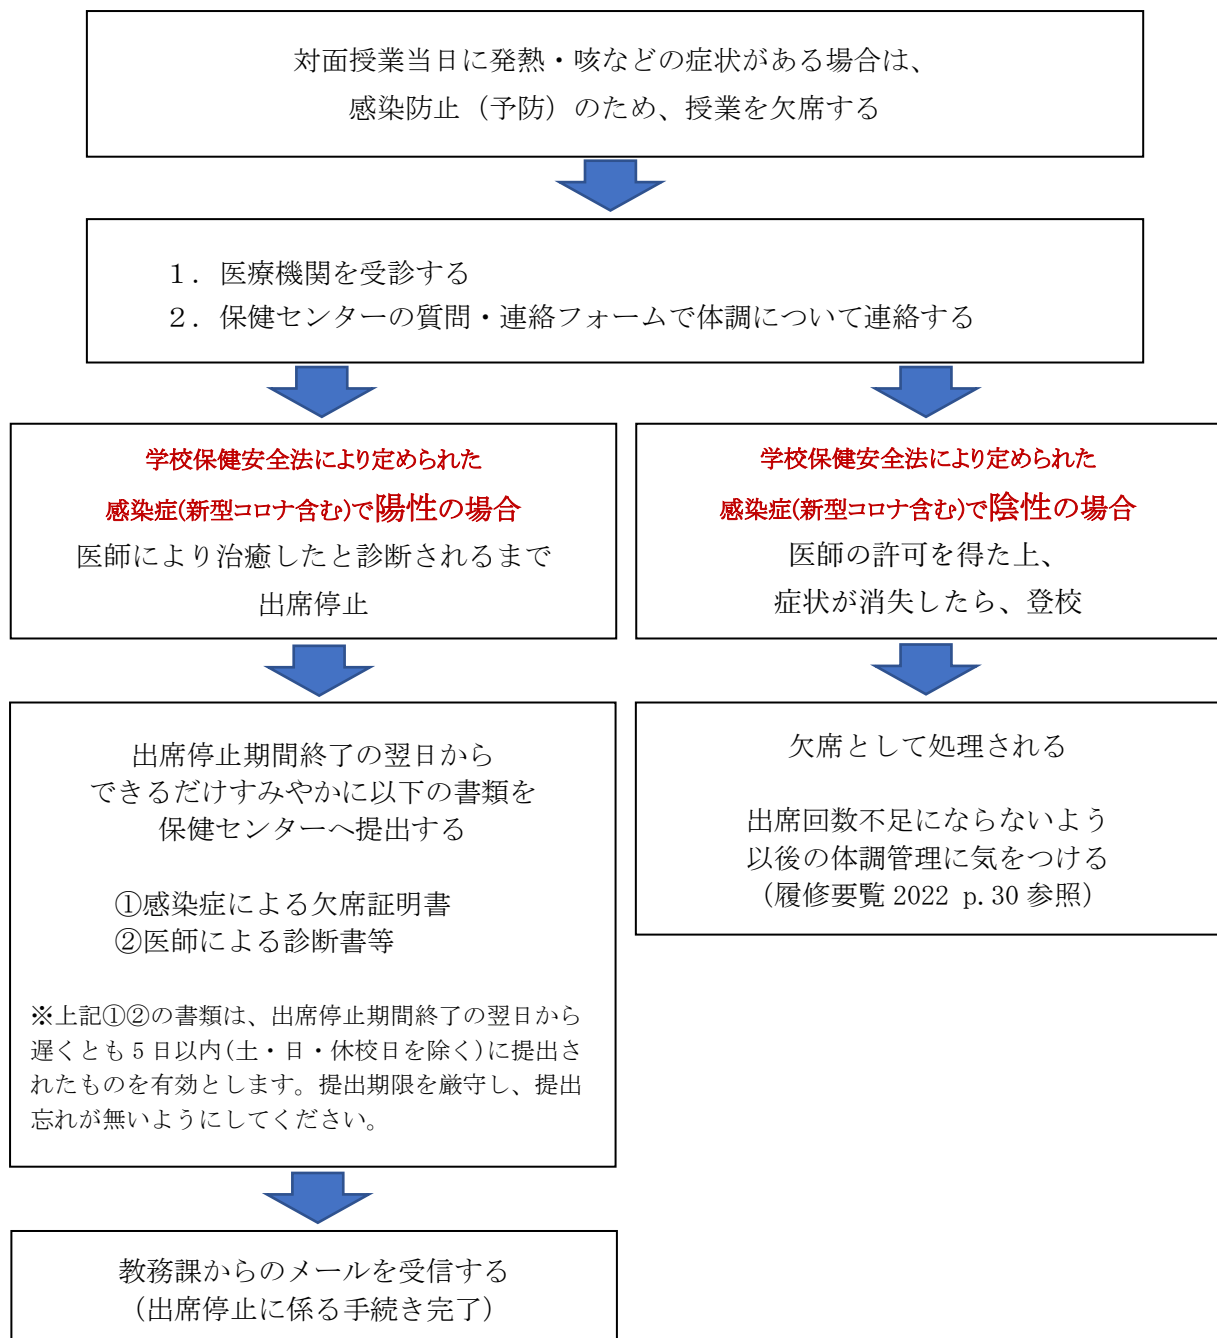 対面授業当日に発熱・咳などの症状がある場合は、
感染防止（予防）のため、授業を欠席する
１．医療機関を受診する
２．保健センターの質問・連絡フォームで体調について連絡する
学校保健安全法により定められた
感染症(新型コロナ含む)で陽性の場合
医師により治癒したと診断されるまで
出席停止
学校保健安全法により定められた
感染症(新型コロナ含む)で陰性の場合
医師の許可を得た上、
症状が消失したら、登校
出席停止期間終了の翌日から
できるだけすみやかに以下の書類を
保健センターへ提出する
①感染症による欠席証明書
②医師による診断書等
※上記①②の書類は、出席停止期間終了の翌日から
遅くとも 5 日以内(土・日・休校日を除く)に提出さ
れたものを有効とします。提出期限を厳守し、提出
忘れが無いようにしてください。
欠席として処理される
出席回数不足にならないよう
以後の体調管理に気をつける
（履修要覧 2022 p.30 参照）
教務課からのメールを受信する
（出席停止に係る手続き完了）